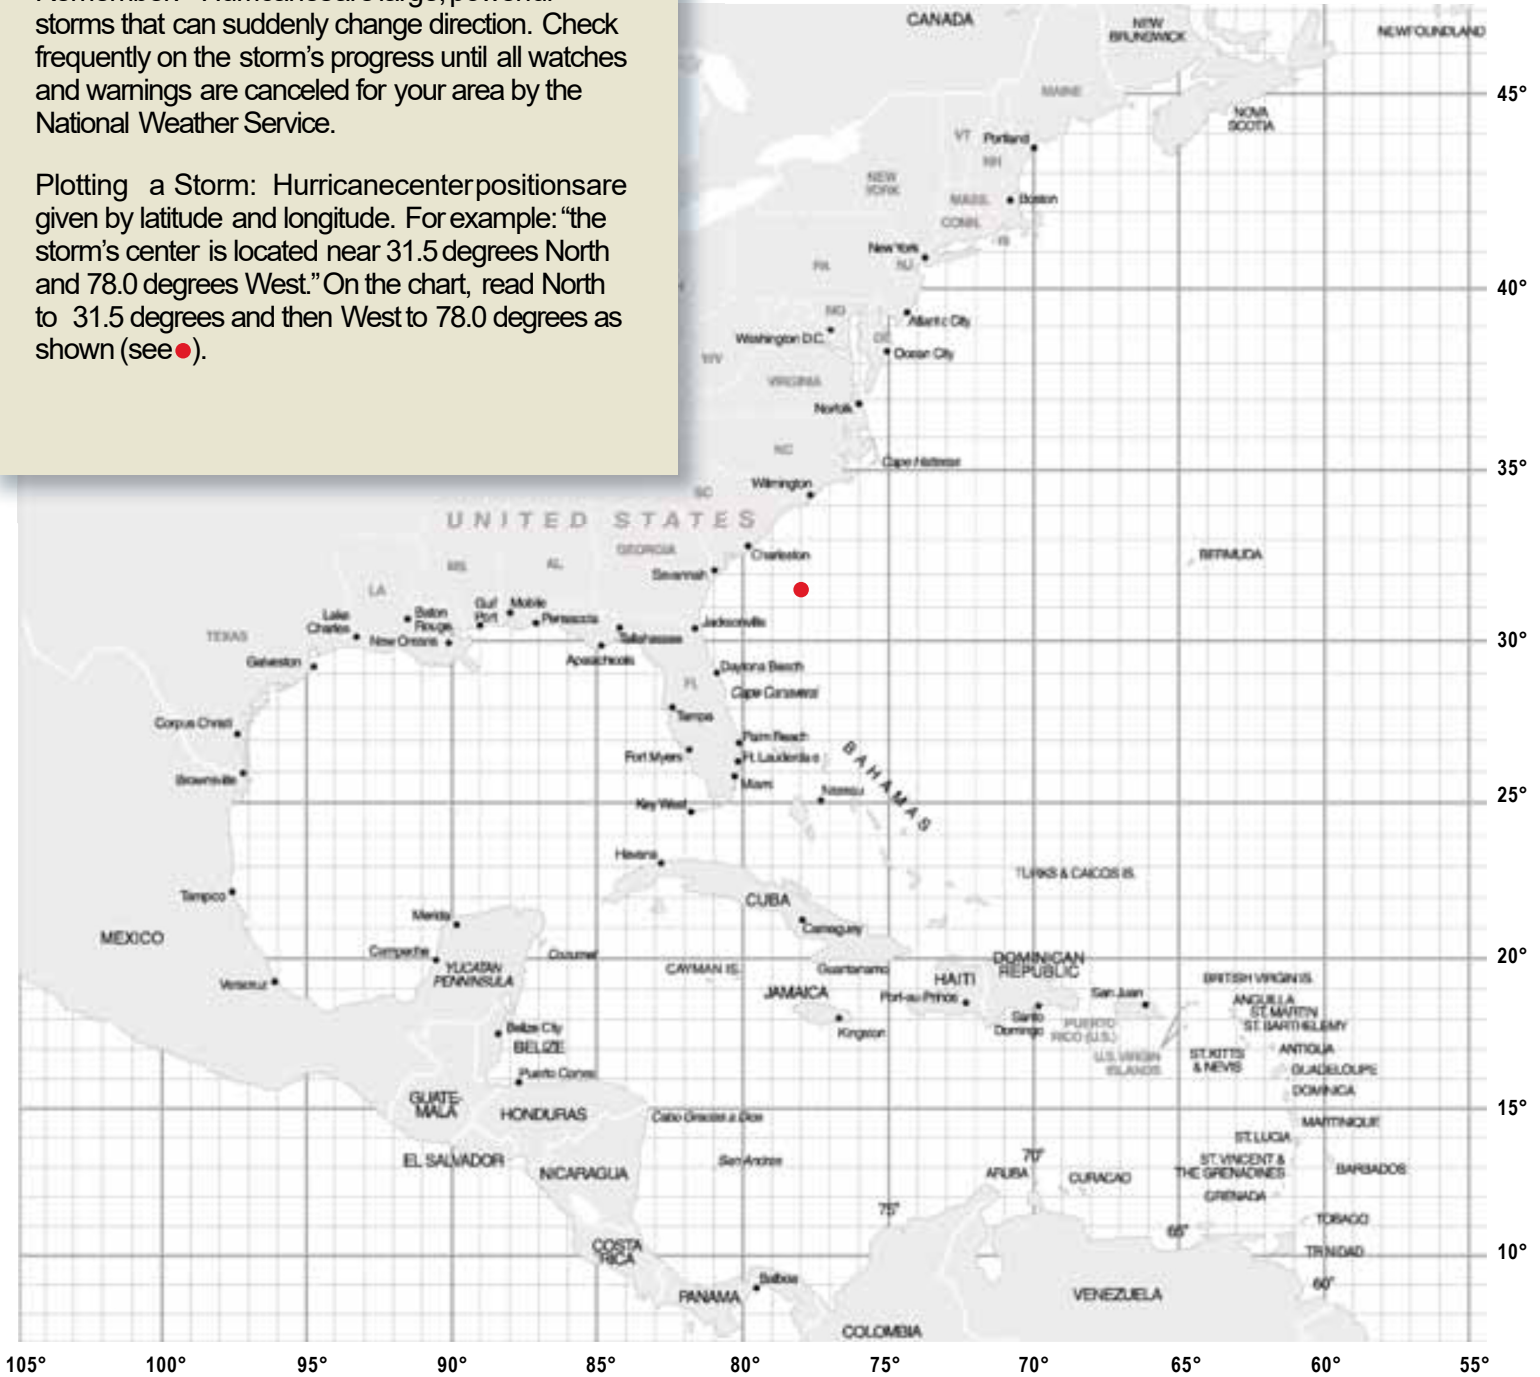 storms that can suddenly change direction. Check
frequently on the storm’s progress until all watches
and warnings are canceled for your area by the
National Weather Service.
Plotting a Storm: Hurricanecenterpositionsare
given by latitude and longitude. For example: “the
storm’s center is located near 31.5 degrees North
and 78.0 degrees West.” On the chart, read North
to 31.5 degrees and then West to 78.0 degrees as
shown (see ).
CANADA
NEW
BRUNSWICK
NEWFOUNDLAND
MAINE
45°
NOVA
SCOTIA
VT
Portland
NH
NEW
YORK
MASS.
Boston
CONN.
New York
PA
NJ
40°
MD
Atlantic City
Washington D.C.
DE
Ocean City
WV
VIRGINIA
Norfolk
NC
Cape Hatteras
35°
Wilmington
SC
UNITED STATES
GEORGIA
Charleston
BERMUDA
MS
AL
Savannah
LA
Lake
Charles
Baton
Rouge
Gulf
Port
Mobile
Pensacola
Jacksonville
TEXAS
New Orleans
Tallahassee
30°
Galveston
Apalachicola
Daytona Beach
FL
Cape Canaveral
Tampa
Corpus Christi
Palm Beach
BAHAMAS
Fort Myers
Ft. Lauderdale
Brownsville
Miami
Nassau
Key West
25°
Havana
TURKS & CAICOS IS.
Tampico
CUBA
Merida
Camaguey
MEXICO
Campeche
Cozumel
20°
YUCATAN
PENNINSULA
CAYMAN IS.
Guantanamo
HAITI
DOMINICAN
REPUBLIC
BRITISH VIRGIN IS.
Veracruz
JAMAICA
Port-au Prince
San Juan
ANGUILLA
ST. MARTIN
ST. BARTHELEMY
Santo
Domingo
PUERTO
RICO (U.S.)
Belize City
Kingston
BELIZE
U.S. VIRGIN
ISLANDS
ST. KITTS
& NEVIS
ANTIGUA
GUADELOUPE
Puerto Cortes
DOMINICA
GUATE-
MALA
HONDURAS
Cabo Gracias a Dios
15°
MARTINIQUE
ST. LUCIA
EL SALVADOR
NICARAGUA
San Andres
70°
ARUBA
CURACAO
ST. VINCENT &
THE GRENADINES
BARBADOS
GRENADA
75°
TOBAGO
65°
COSTA
RICA
TRINIDAD
10°
60°
PANAMA
Balboa
VENEZUELA
COLOMBIA
105° 100° 95° 90° 85° 80° 75° 70° 65° 60° 55°